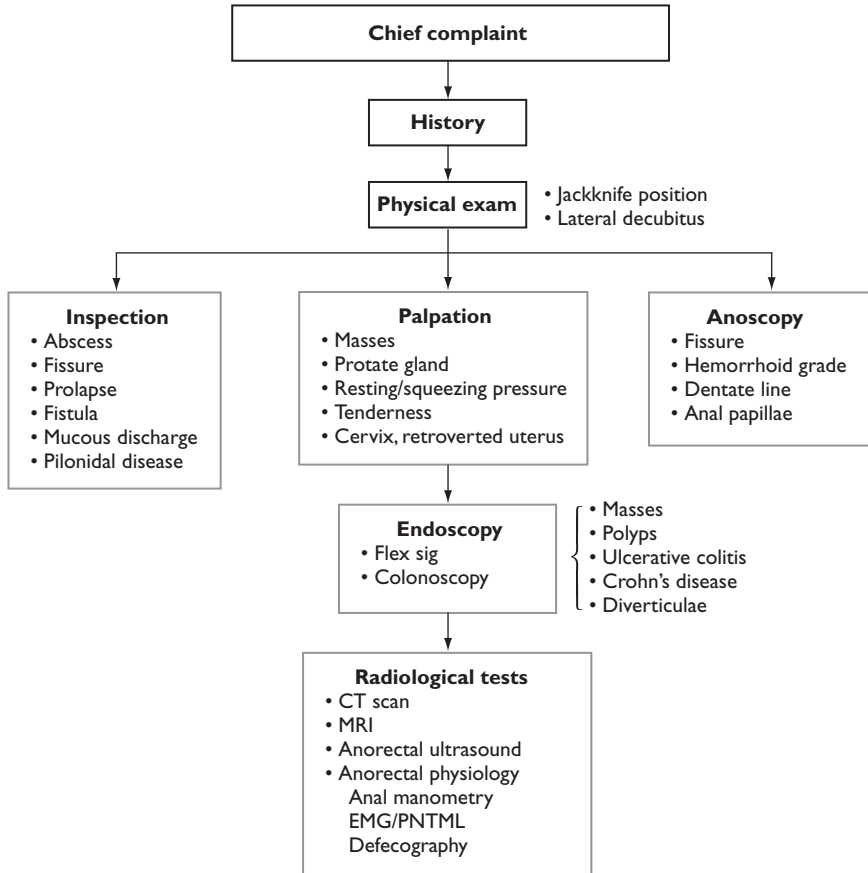 Chief complaint
History
Physical exam
• Jackknife position
• Lateral decubitus
Inspection
• Abscess
• Fissure
• Prolapse
• Fistula
• Mucous discharge
• Pilonidal disease
Palpation
• Masses
• Protate gland
• Resting/squeezing pressure
• Tenderness
• Cervix, retroverted uterus
Anoscopy
• Fissure
• Hemorrhoid grade
• Dentate line
• Anal papillae
Endoscopy
• Flex sig
• Colonoscopy
• Masses
• Polyps
• Ulcerative colitis
• Crohn's disease
• Diverticulae
Radiological tests
• CT scan
• MRI
• Anorectal ultrasound
• Anorectal physiology
Anal manometry
EMG/PNTML
Defecography